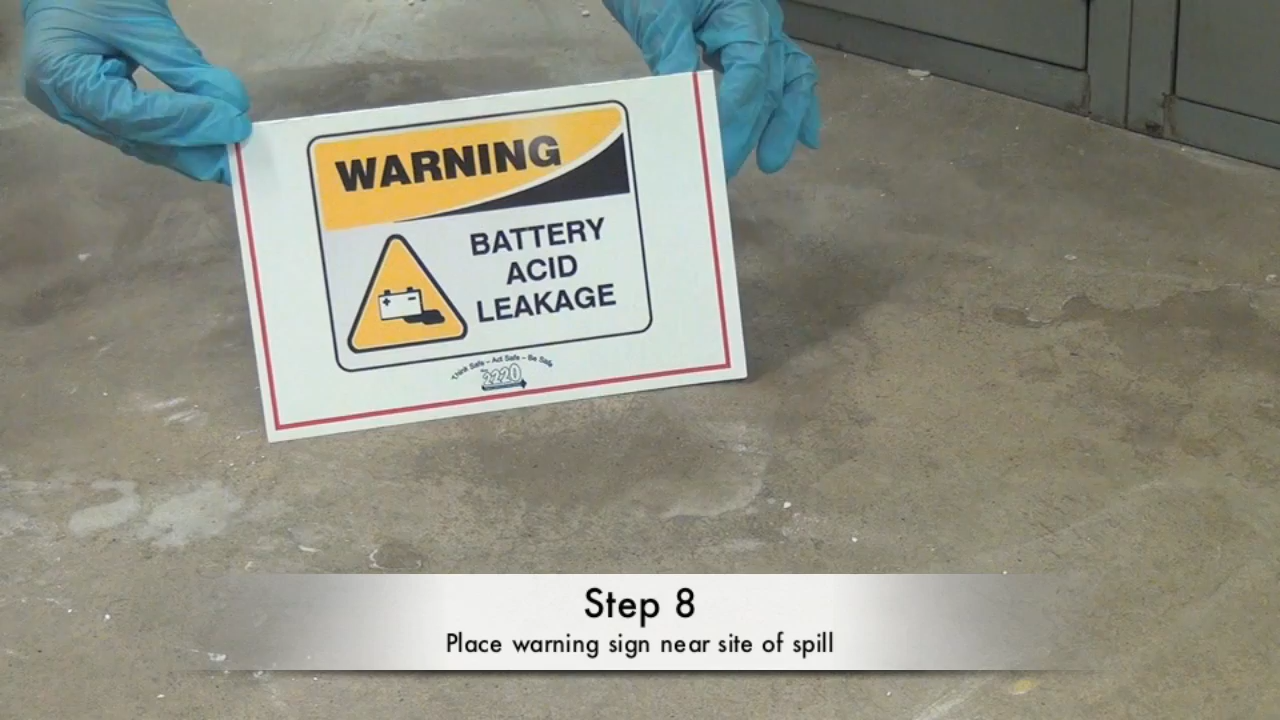 WARNING
BATTERY
ACID
LEAKAGE
Think Safe – Act Safe – Be Safe
2220
Step 8
Place warning sign near site of spill